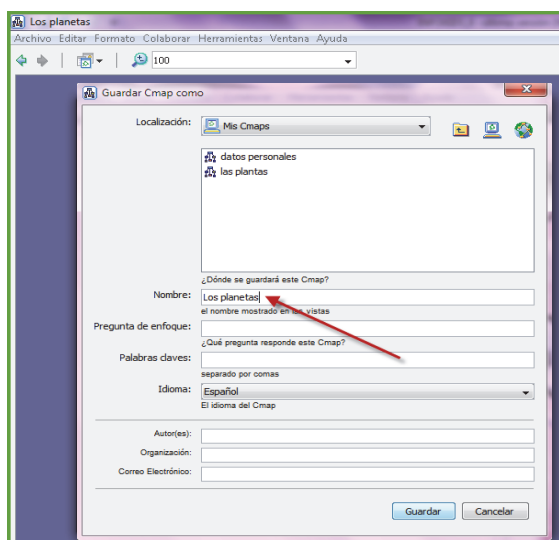 Los planetas
Archivo Editar Formato Colaborar Herramientas Ventana Ayuda
100
Guardar Cmap como
Localización: Mis Cmaps
datos personales
las plantas
¿Dónde se guardará este Cmap?
Nombre: Los planetas
el nombre mostrado en las vistas
Pregunta de enfoque:
¿Qué pregunta responde este Cmap?
Palabras claves:
separado por comas
Idioma: Español
El idioma del Cmap
Autor(es):
Organización:
Correo Electrónico:
Guardar Cancelar